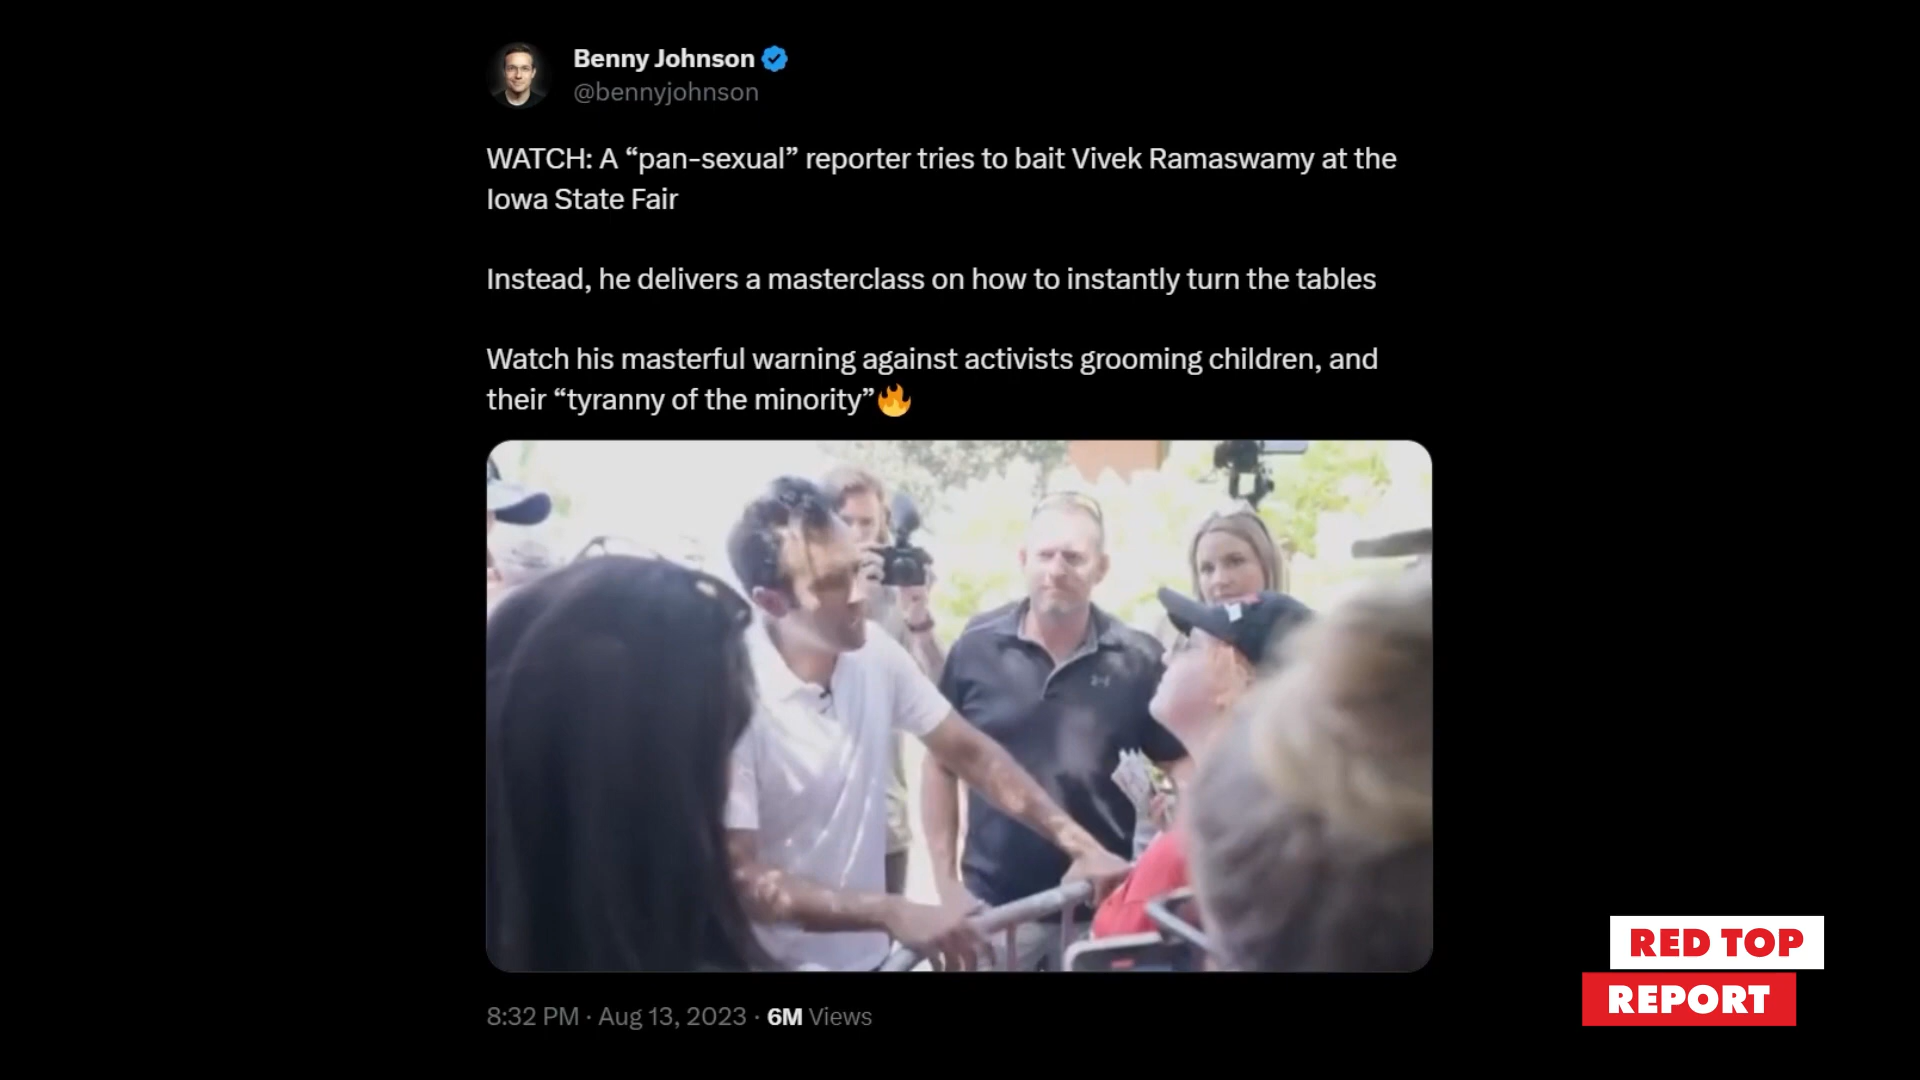 Benny Johnson
@bennyjohnson
WATCH: A “pan-sexual” reporter tries to bait Vivek Ramaswamy at the
Iowa State Fair
Instead, he delivers a masterclass on how to instantly turn the tables
Watch his masterful warning against activists grooming children, and
their “tyranny of the minority”🔥
8:32 PM · Aug 13, 2023 · 6M Views
RED TOP
REPORT